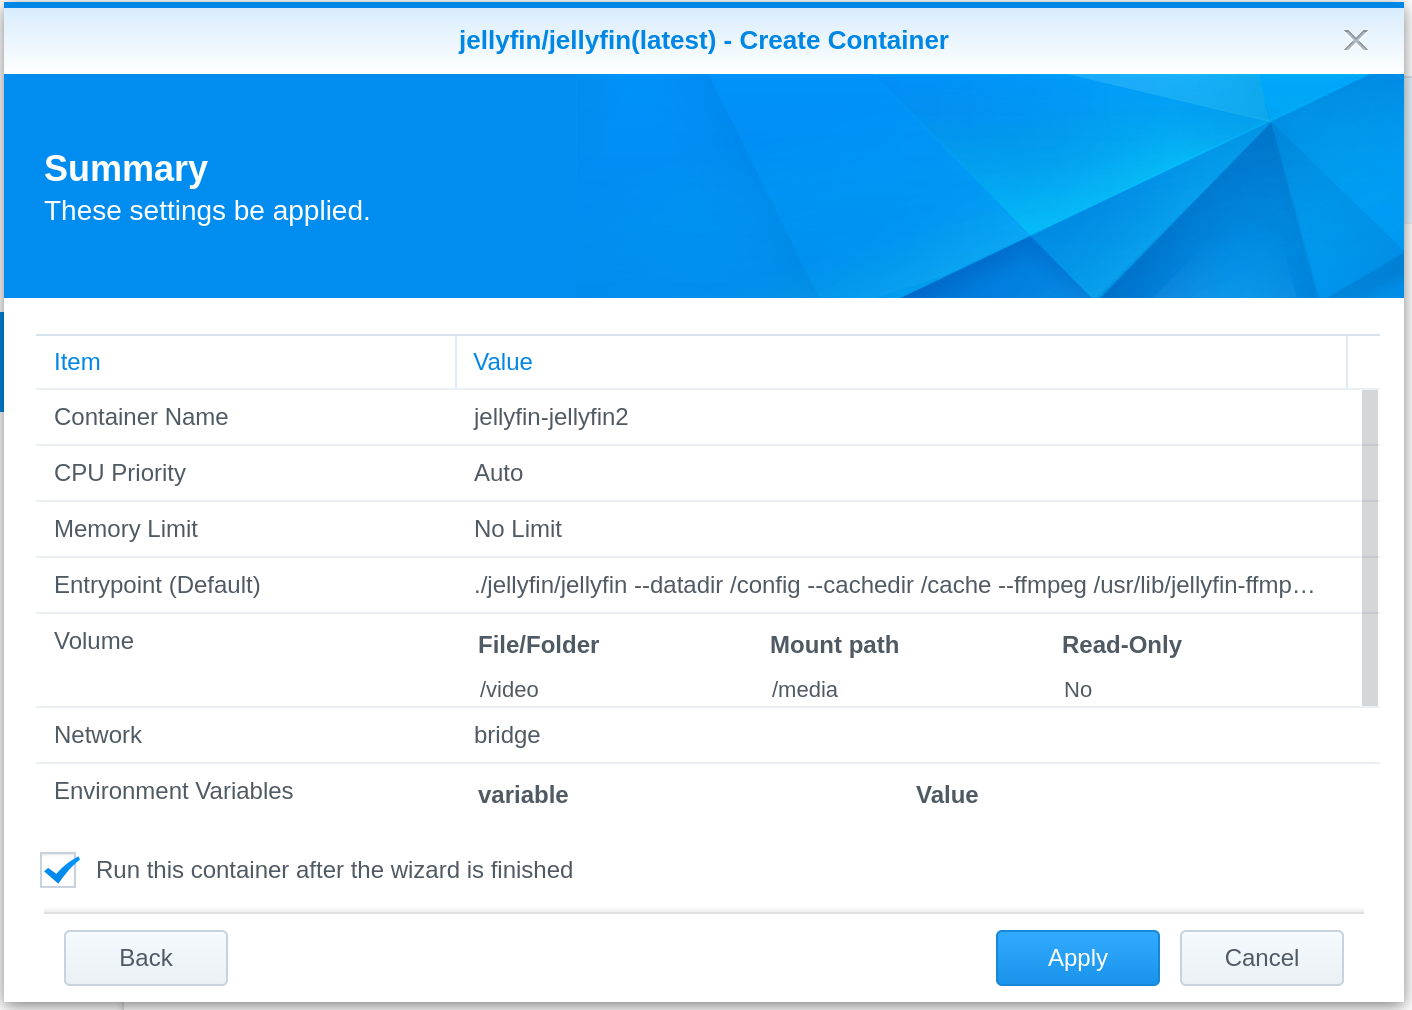 jellyfin/jellyfin(latest) - Create Container
Summary
These settings be applied.
Item Value
Container Name jellyfin-jellyfin2
CPU Priority Auto
Memory Limit No Limit
Entrypoint (Default) ./jellyfin/jellyfin --datadir /config --cachedir /cache --ffmpeg /usr/lib/jellyfin-ffmp…
Volume File/Folder Mount path Read-Only
/video /media No
Network bridge
Environment Variables variable Value
Run this container after the wizard is finished
Back Apply Cancel